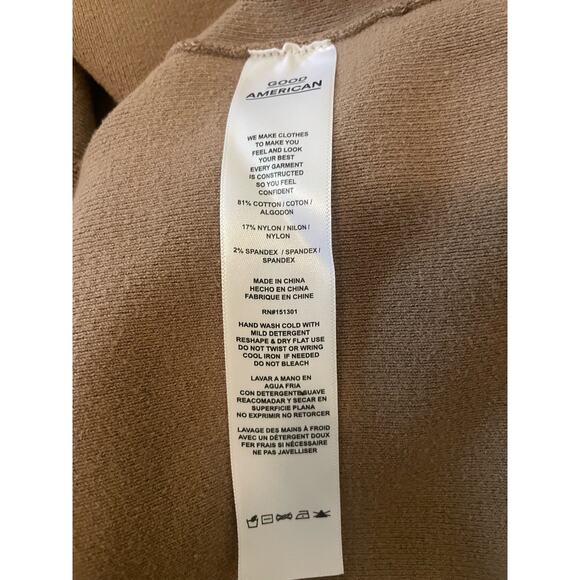 GOOD
AMERICAN
WE MAKE CLOTHES
TO MAKE YOU
FEEL AND LOOK
YOUR BEST
EVERY GARMENT
IS CONSTRUCTED
SO YOU FEEL
CONFIDENT
81% COTTON / COTON /
ALGODON
17% NYLON / NILON /
NYLON
2% SPANDEX / SPANDEX /
SPANDEX
MADE IN CHINA
HECHO EN CHINA
FABRIQUE EN CHINE
RN#151301
HAND WASH COLD WITH
MILD DETERGENT
RESHAPE & DRY FLAT USE
DO NOT TWIST OR WRING
COOL IRON IF NEEDED
DO NOT BLEACH
LAVAR A MANO EN
AGUA FRIA
CON DETERGENTE SUAVE
REACOMADAR Y SECAR EN
SUPERFICIE PLANA
NO EXPRIMIR NO RETORCER
LAVAGE DES MAINS À FROID
AVEC UN DÉTERGENT DOUX
FER FRAIS SI NÉCESSAIRE
NE PAS JAVELLISER